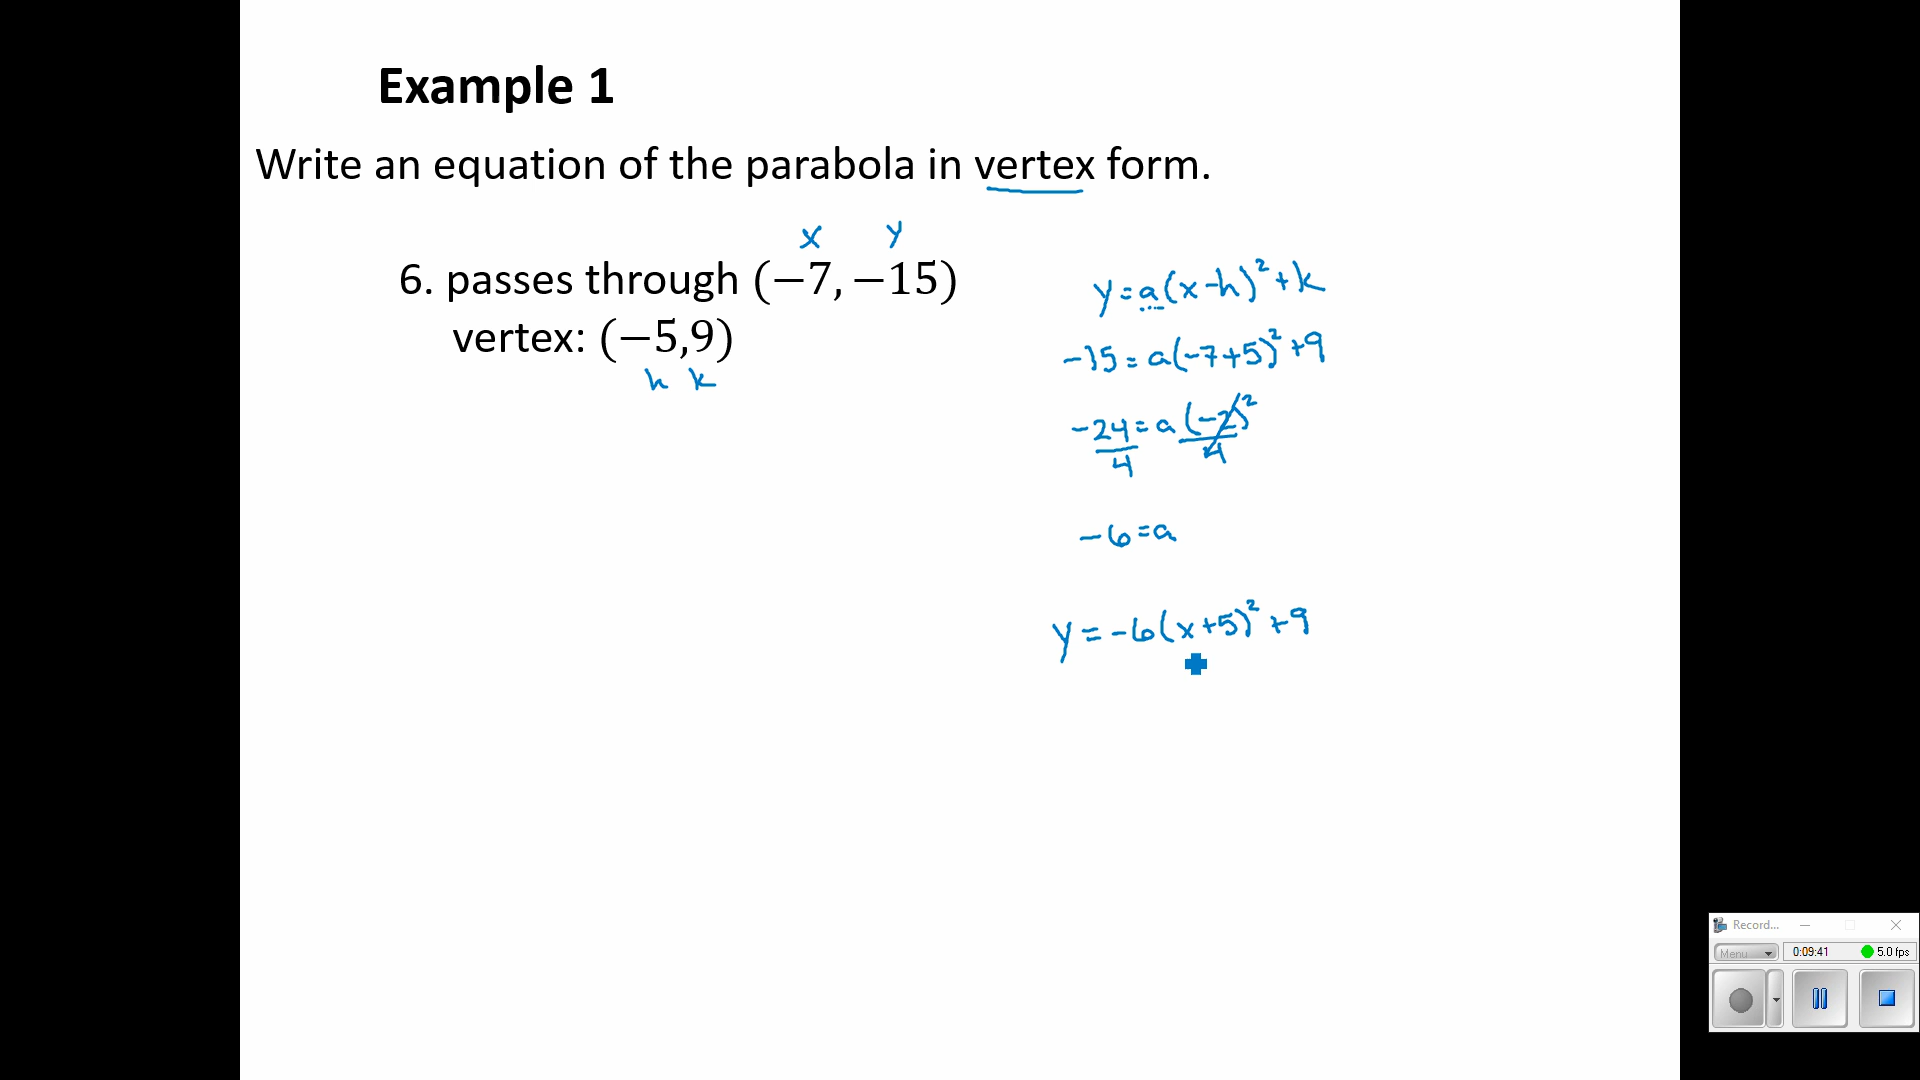 Example 1
Write an equation of the parabola in vertex form.
x y
6. passes through (−7, −15)
vertex: (−5,9)
h k
y=a(x-h)²+k
-15=a(-7+5)²+9
-24/4=a(-2)²/4
-6=a
y=-6(x+5)²+9
Record...
Menu 0:09:41 5.0 fps